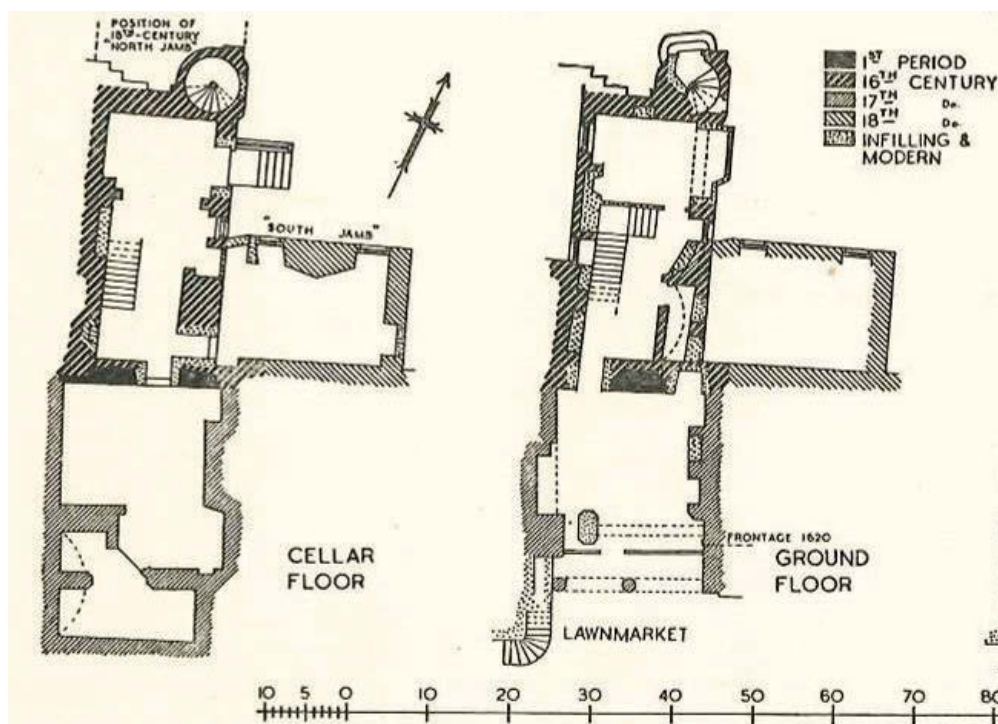 POSITION OF
18TH-CENTURY
"NORTH JAMB"
"SOUTH JAMB"
1ST PERIOD
16TH CENTURY
17TH Do.
18TH Do.
INFILLING &
MODERN
CELLAR
FLOOR
FRONTAGE 1620
GROUND
FLOOR
LAWNMARKET
10 5 0 10 20 30 40 50 60 70 80